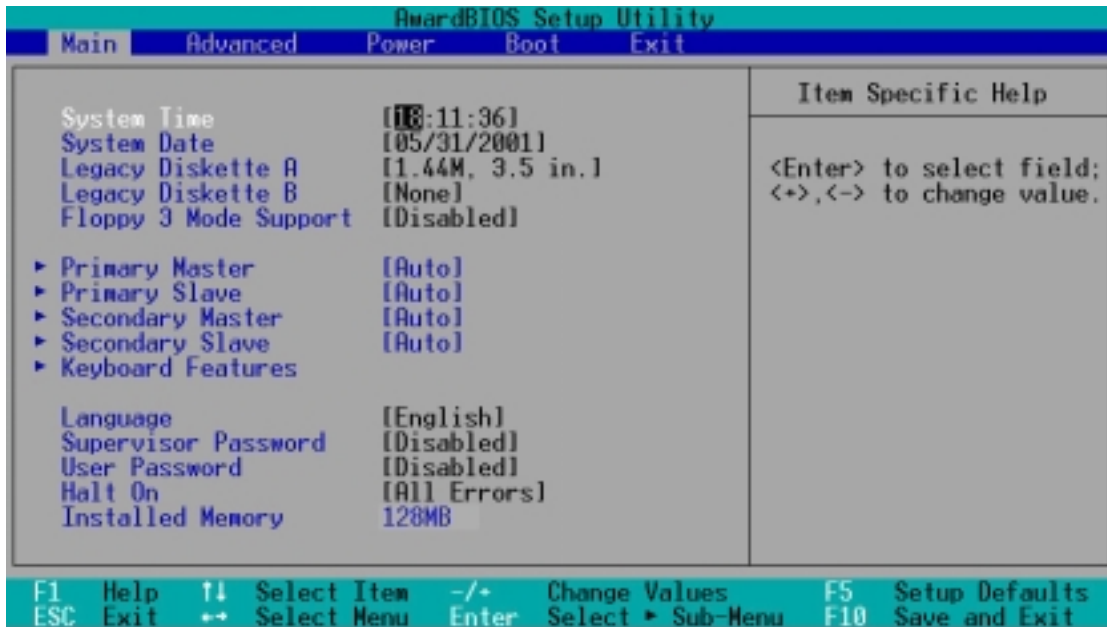 AwardBIOS Setup Utility
Main Advanced Power Boot Exit
Item Specific Help
System Time [18:11:36]
System Date [05/31/2001]
Legacy Diskette A [1.44M, 3.5 in.]
Legacy Diskette B [None]
Floppy 3 Mode Support [Disabled]
<Enter> to select field;
<+>,<-> to change value.
▸ Primary Master [Auto]
▸ Primary Slave [Auto]
▸ Secondary Master [Auto]
▸ Secondary Slave [Auto]
▸ Keyboard Features
Language [English]
Supervisor Password [Disabled]
User Password [Disabled]
Halt On [All Errors]
Installed Memory 128MB
F1 Help ↑↓ Select Item -/+ Change Values F5 Setup Defaults
ESC Exit ←→ Select Menu Enter Select ▸ Sub-Menu F10 Save and Exit